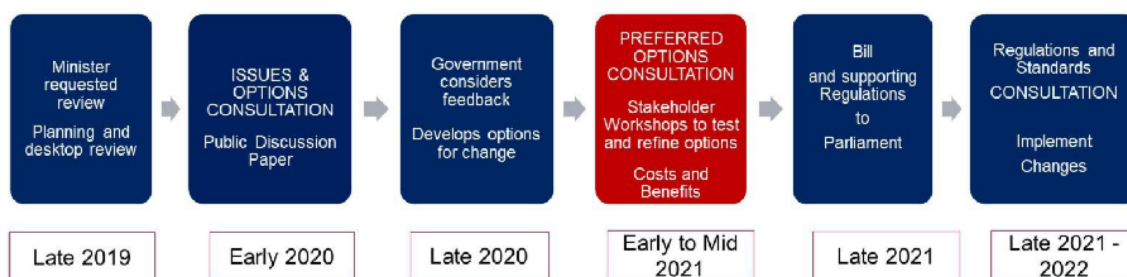 Minister
requested
review
Planning and
desktop review
ISSUES &
OPTIONS
CONSULTATION
Public Discussion
Paper
Government
considers
feedback
Develops options
for change
PREFERRED
OPTIONS
CONSULTATION
Stakeholder
Workshops to test
and refine options
Costs and
Benefits
Bill
and supporting
Regulations
to
Parliament
Regulations and
Standards
CONSULTATION
Implement
Changes
Late 2019
Early 2020
Late 2020
Early to Mid
2021
Late 2021
Late 2021 -
2022